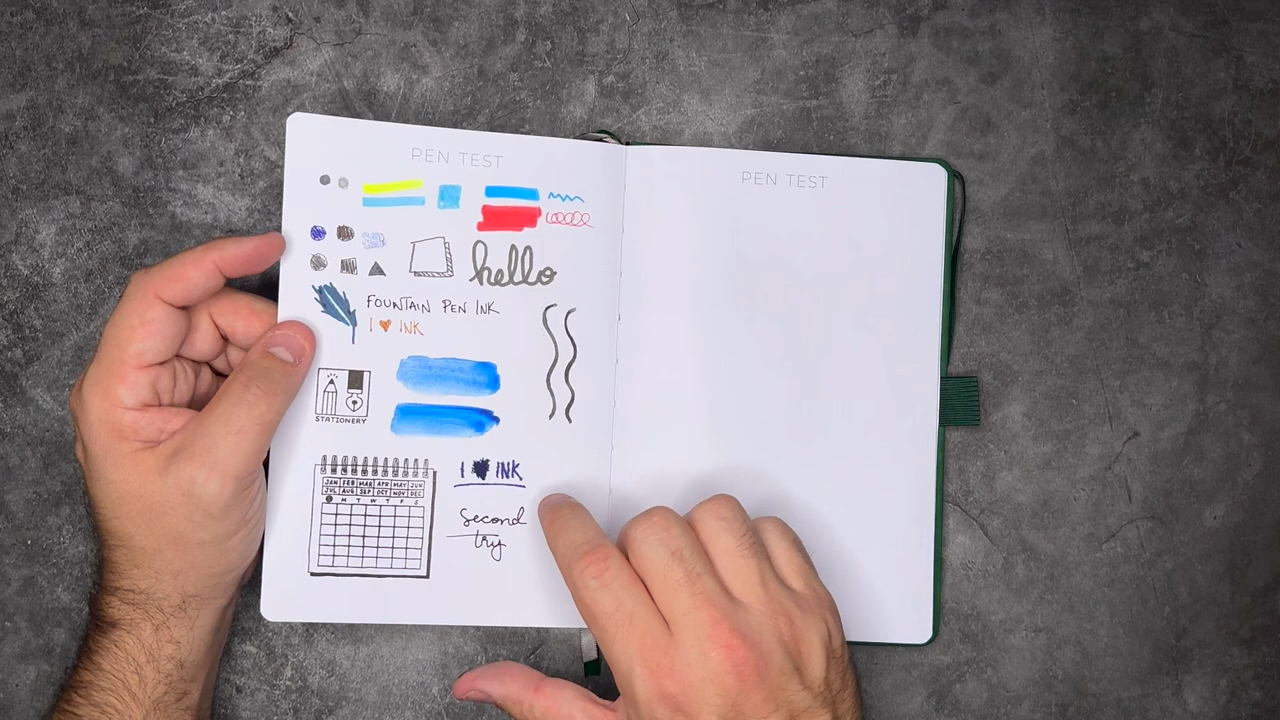 PEN TEST
hello
FOUNTAIN PEN INK
I ♥ INK
STATIONERY
I ♥ INK
JAN FEB MAR APR MAY JUN
JUL AUG SEP OCT NOV DEC
S M T W T F S
second
try
PEN TEST